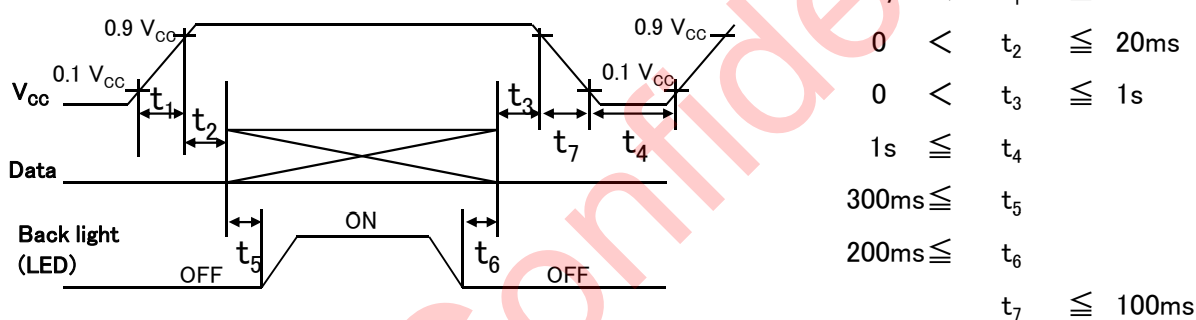 0.9 VCC
0.1 VCC
VCC
t1
t2
t3
t7
t4
0.1 VCC
0.9 VCC
Data
Back light
(LED)
OFF
t5
ON
t6
OFF
0 < t2 ≦ 20ms
0 < t3 ≦ 1s
1s ≦ t4
300ms≦ t5
200ms≦ t6
t7 ≦ 100ms